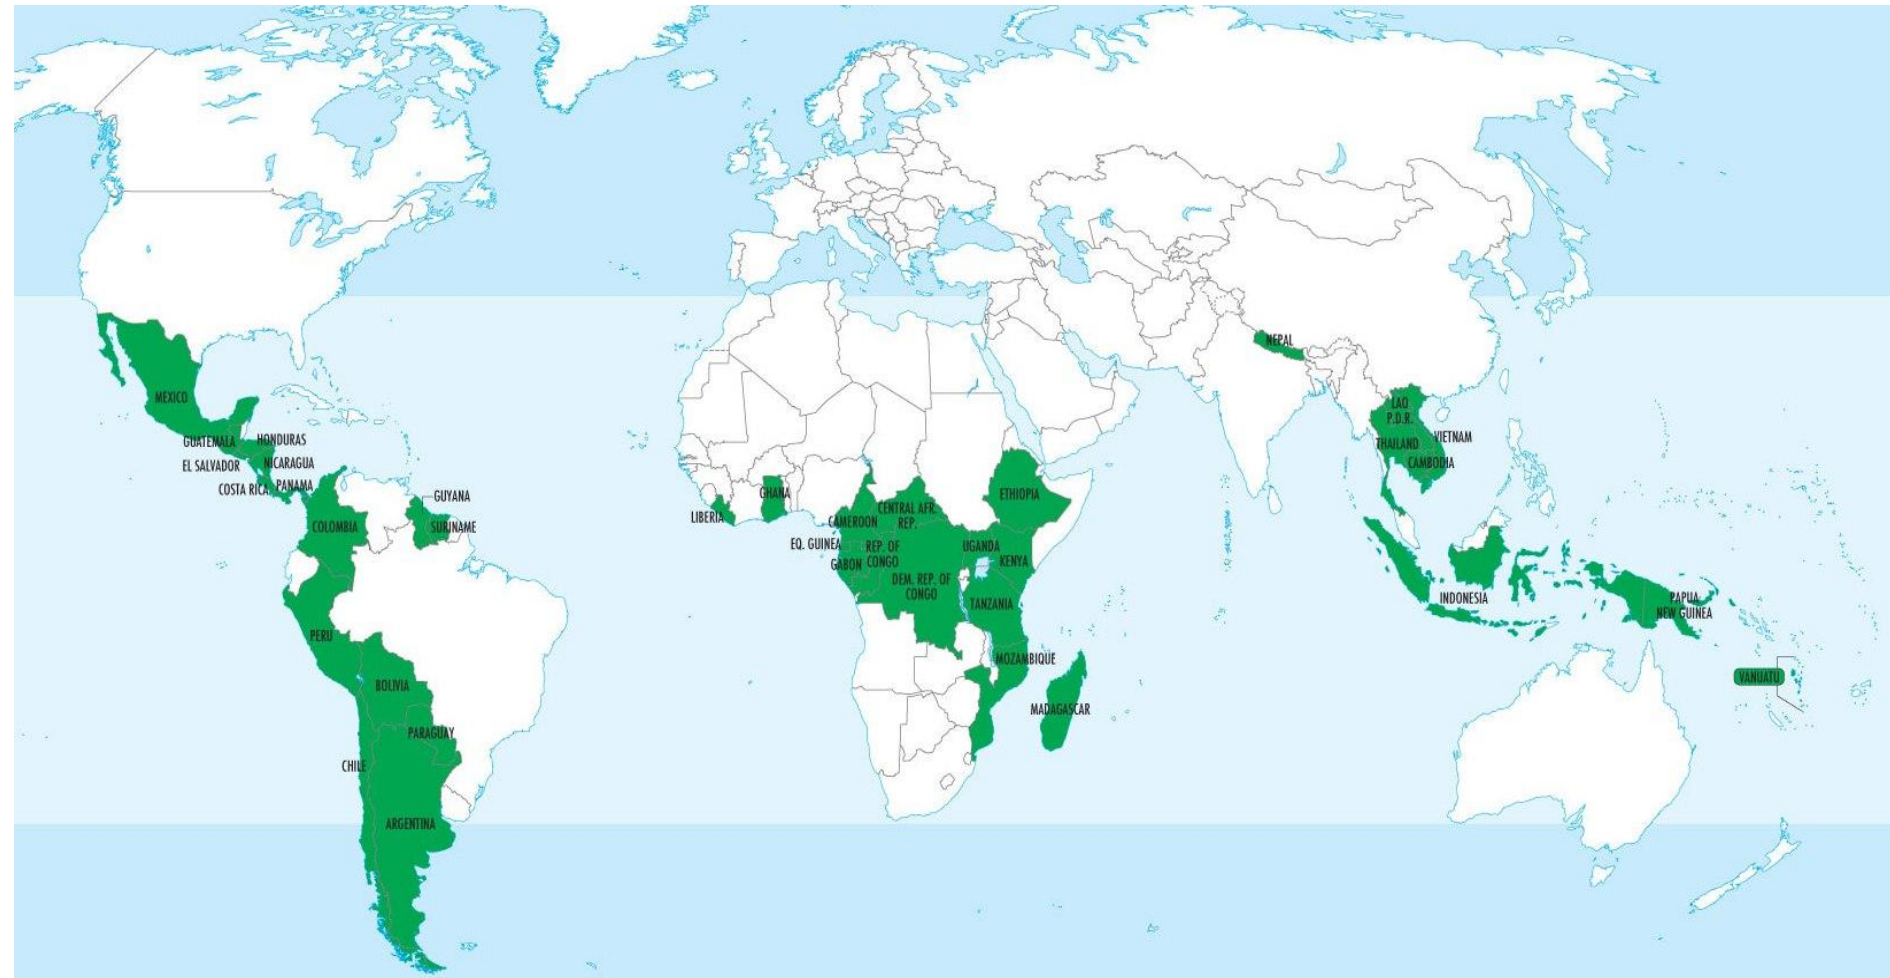 MEXICO
GUATEMALA
HONDURAS
EL SALVADOR
NICARAGUA
COSTA RICA
PANAMA
COLOMBIA
GUYANA
SURINAME
PERU
BOLIVIA
PARAGUAY
CHILE
ARGENTINA
LIBERIA
GHANA
CAMEROON
CENTRAL AFR.
REP.
ETHIOPIA
EQ. GUINEA
GABON
REP. OF
CONGO
DEM. REP. OF
CONGO
UGANDA
KENYA
TANZANIA
MOZAMBIQUE
MADAGASCAR
NEPAL
LAO
P.D.R.
THAILAND
VIETNAM
CAMBODIA
INDONESIA
PAPUA
NEW GUINEA
VANUATU